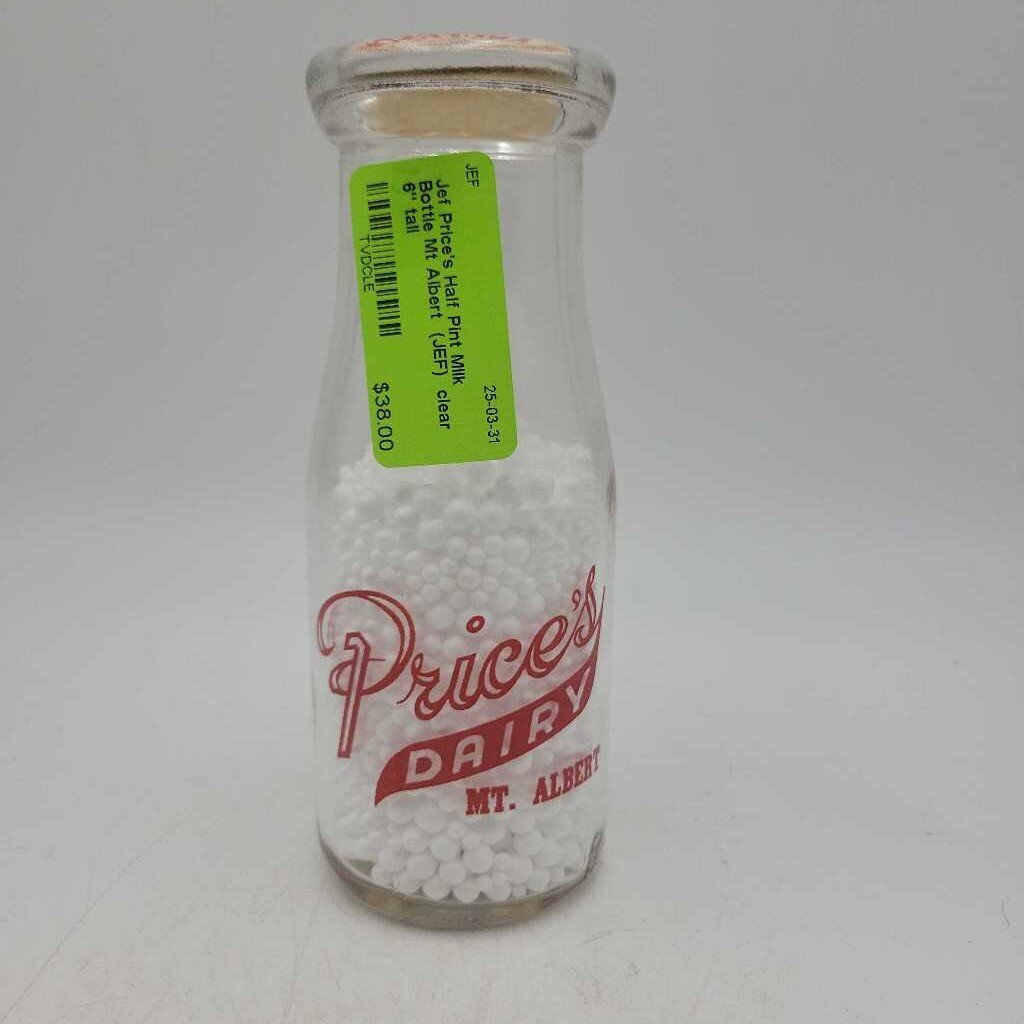 JEF 25-03-31
Jef Price's Half Pint Milk
Bottle Mt Albert (JEF) clear
6" tall
TVDCLE $38.00
Price's
DAIRY
MT. ALBERT